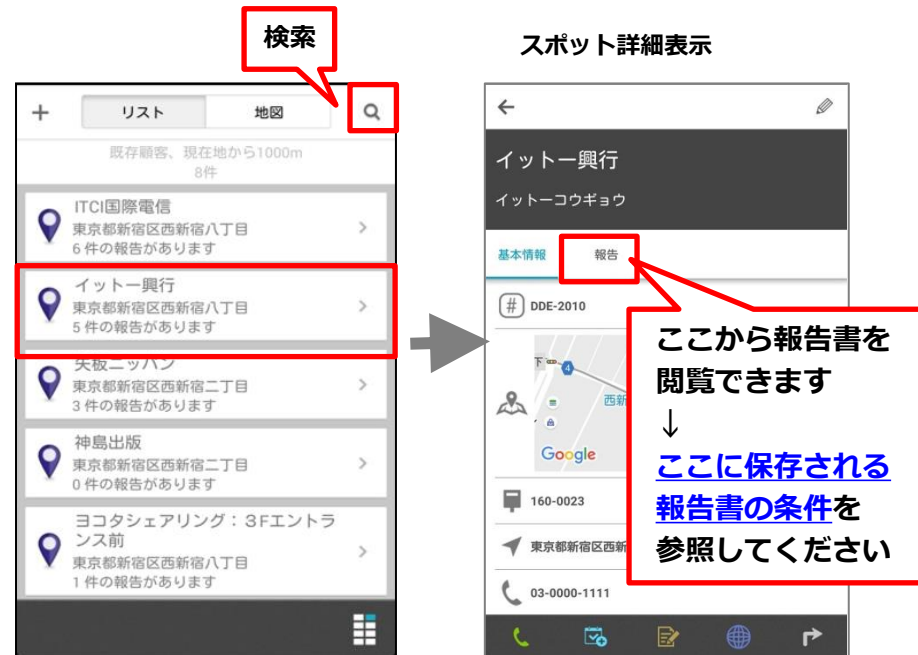 検索
スポット詳細表示
リスト
地図
既存顧客、現在地から1000m
8件
ITCI国際電信
東京都新宿区西新宿八丁目
6 件の報告があります
イットー興行
東京都新宿区西新宿八丁目
5 件の報告があります
矢板ニッパン
東京都新宿区西新宿二丁目
3 件の報告があります
神島出版
東京都新宿区西新宿二丁目
0 件の報告があります
ヨコタシェアリング：３Fエントラ
ンス前
東京都新宿区西新宿八丁目
1 件の報告があります
イットー興行
イットーコウギョウ
基本情報
報告
# DDE-2010
下
4
西新
Google
160-0023
東京都新宿区西新
03-0000-1111
ここから報告書を
閲覧できます
↓
ここに保存される
報告書の条件を
参照してください